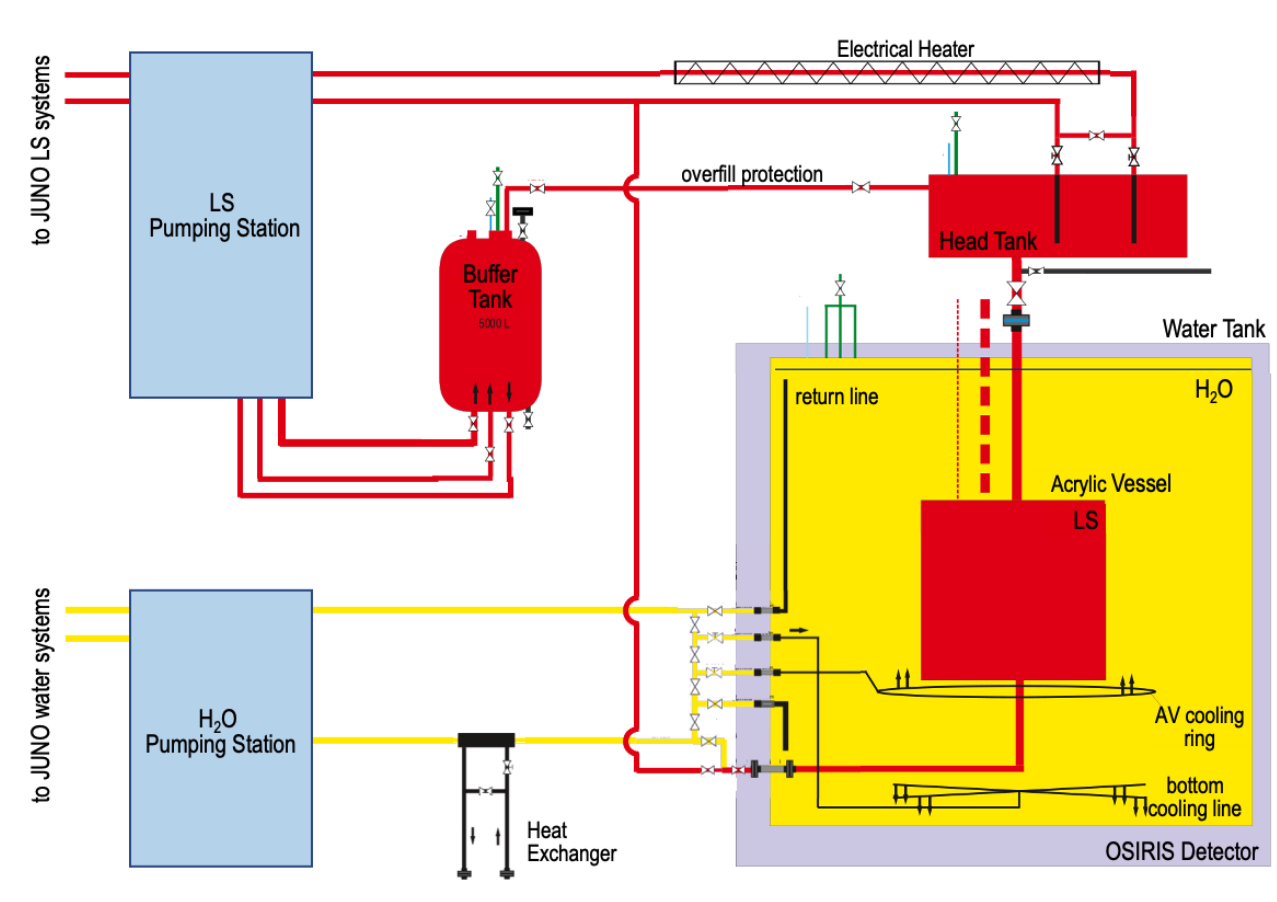 Electrical Heater
to JUNO LS systems
LS
Pumping Station
overfill protection
Head Tank
Buffer
Tank
5000 L
Water Tank
H₂O
return line
Acrylic Vessel
LS
to JUNO water systems
H₂O
Pumping Station
AV cooling
ring
bottom
cooling line
Heat
Exchanger
OSIRIS Detector